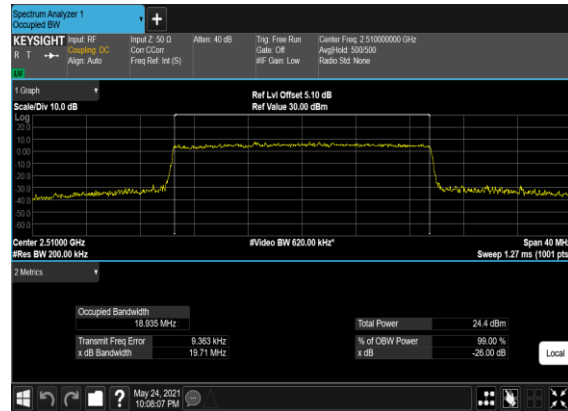 Spectrum Analyzer 1
Occupied BW
+
KEYSIGHT
R T
LXI
Input: RF
Coupling: DC
Align: Auto
Input Z: 50 Ω
Corr CCorr
Freq Ref: Int (S)
Atten: 40 dB
Trig: Free Run
Gate: Off
#IF Gain: Low
Center Freq: 2.510000000 GHz
Avg|Hold: 500/500
Radio Std: None
1 Graph
Scale/Div 10.0 dB
Ref Lvl Offset 5.10 dB
Ref Value 30.00 dBm
Log
20.0
10.0
0.00
-10.0
-20.0
-30.0
-40.0
-50.0
-60.0
Center 2.51000 GHz
#Res BW 200.00 kHz
#Video BW 620.00 kHz*
Span 40 MHz
Sweep 1.27 ms (1001 pts
2 Metrics
Occupied Bandwidth
18.935 MHz
Transmit Freq Error 9.363 kHz
x dB Bandwidth 19.71 MHz
Total Power 24.4 dBm
% of OBW Power 99.00 %
x dB -26.00 dB
Local
?
May 24, 2021
10:08:07 PM